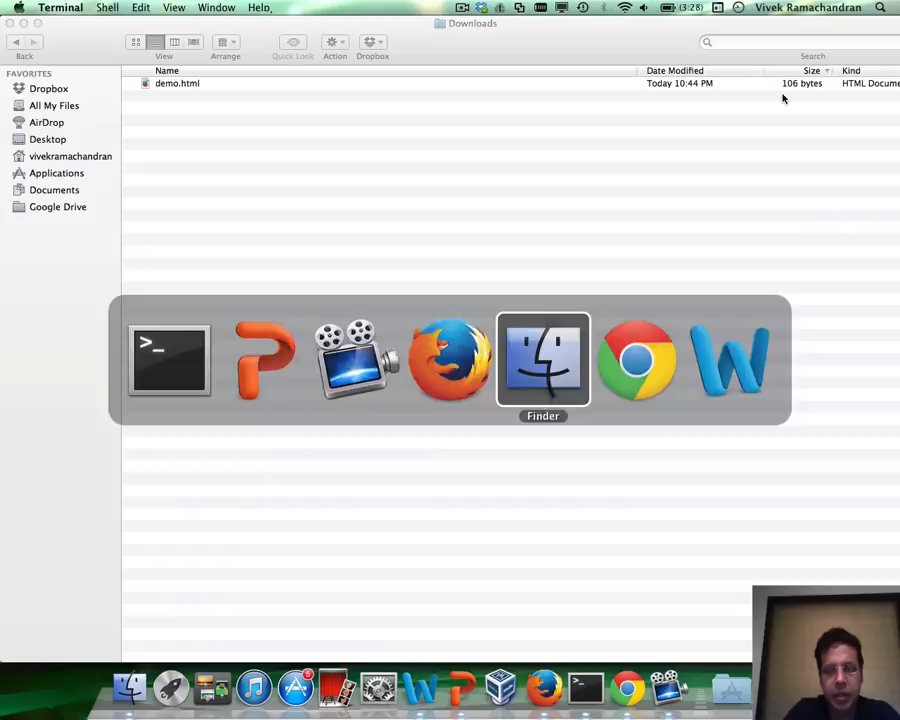 Terminal Shell Edit View Window Help (3:28) Vivek Ramachandran
Downloads
Back View Arrange Quick Look Action Dropbox Search
FAVORITES
Name Date Modified Size Kind
demo.html Today 10:44 PM 106 bytes HTML Docume
Dropbox
All My Files
AirDrop
Desktop
vivekramachandran
Applications
Documents
Google Drive
>_
Finder